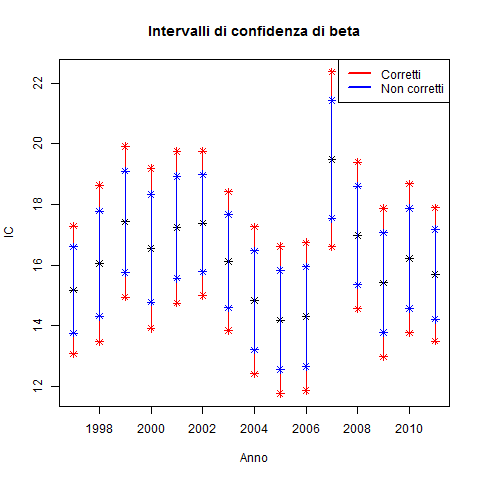 Intervalli di confidenza di beta
Corretti
Non corretti
22
20
18
16
14
12
IC
1998 2000 2002 2004 2006 2008 2010
Anno